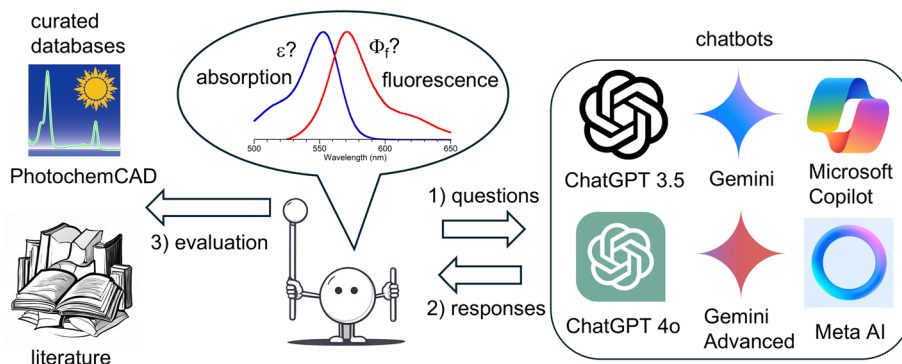 curated
databases
PhotochemCAD
literature
ε?
absorption
Φf?
fluorescence
500
550
600
650
Wavelength (nm)
1) questions
2) responses
3) evaluation
chatbots
ChatGPT 3.5
Gemini
Microsoft
Copilot
ChatGPT 4o
Gemini
Advanced
Meta AI